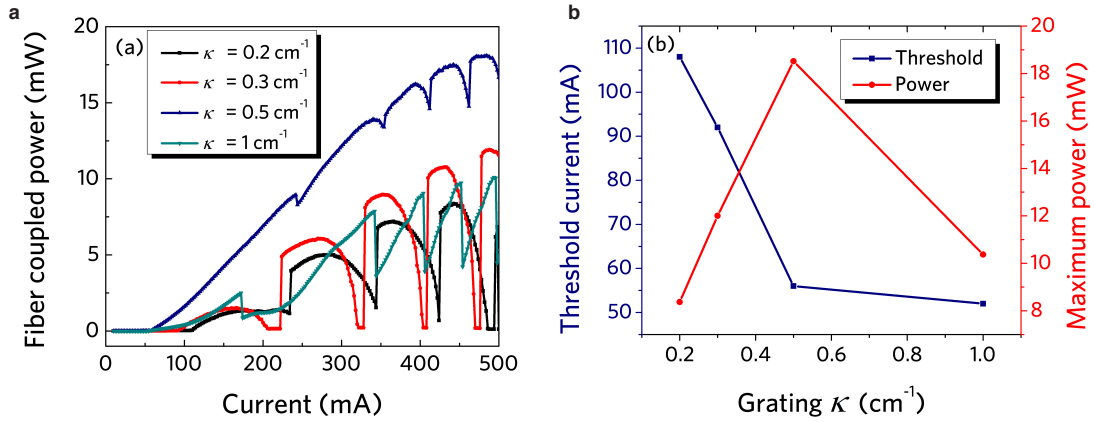 a
(a)
κ = 0.2 cm⁻¹
κ = 0.3 cm⁻¹
κ = 0.5 cm⁻¹
κ = 1 cm⁻¹
Fiber coupled power (mW)
20
15
10
5
0
0 100 200 300 400 500
Current (mA)
b
(b)
Threshold
Power
Threshold current (mA)
110
100
90
80
70
60
50
Maximum power (mW)
20
18
16
14
12
10
8
0.2 0.4 0.6 0.8 1.0
Grating κ (cm⁻¹)